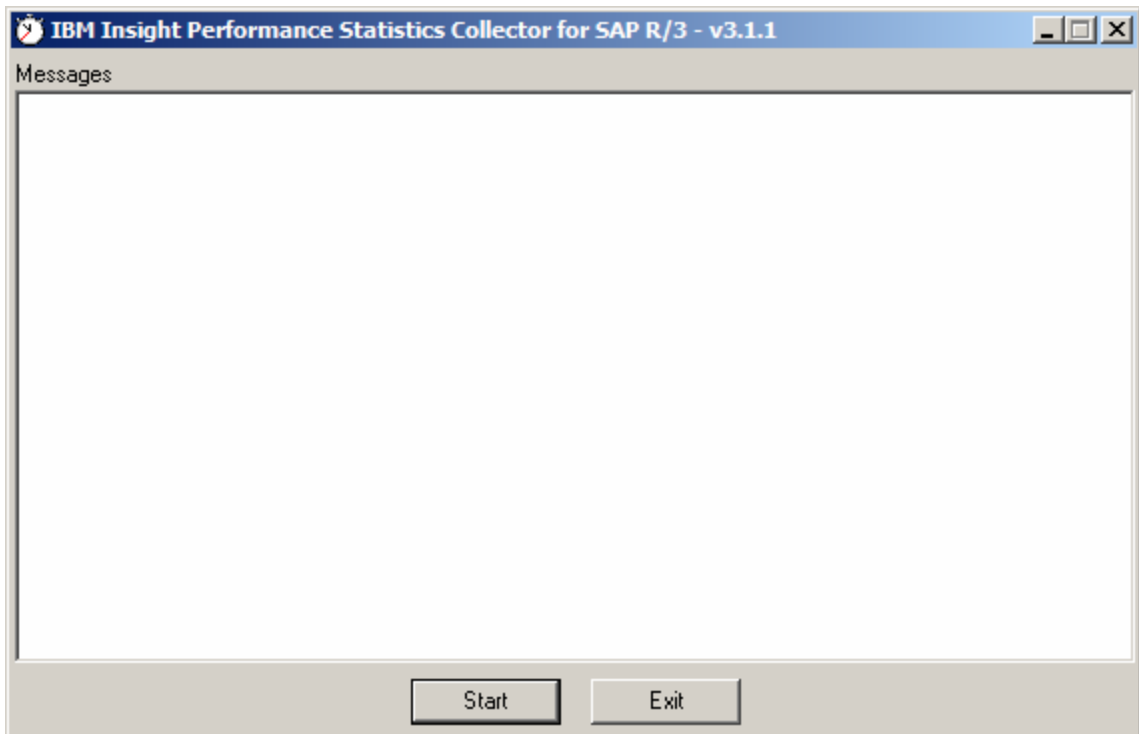 IBM Insight Performance Statistics Collector for SAP R/3 - v3.1.1
Messages
Start Exit